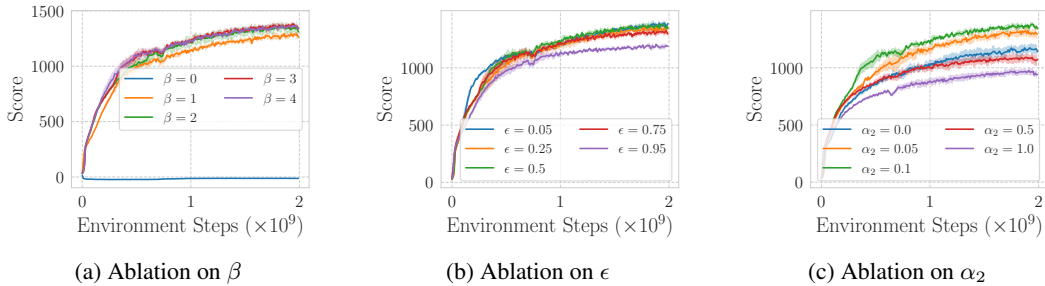 1500
1000
500
0
Score
β = 0
β = 1
β = 2
β = 3
β = 4
0
1
2
Environment Steps (×10⁹)
(a) Ablation on β
1000
500
0
Score
ϵ = 0.05
ϵ = 0.25
ϵ = 0.5
ϵ = 0.75
ϵ = 0.95
0
1
2
Environment Steps (×10⁹)
(b) Ablation on ϵ
1400
1000
600
200
Score
α₂ = 0.0
α₂ = 0.05
α₂ = 0.1
α₂ = 0.5
α₂ = 1.0
0
1
2
Environment Steps (×10⁹)
(c) Ablation on α₂